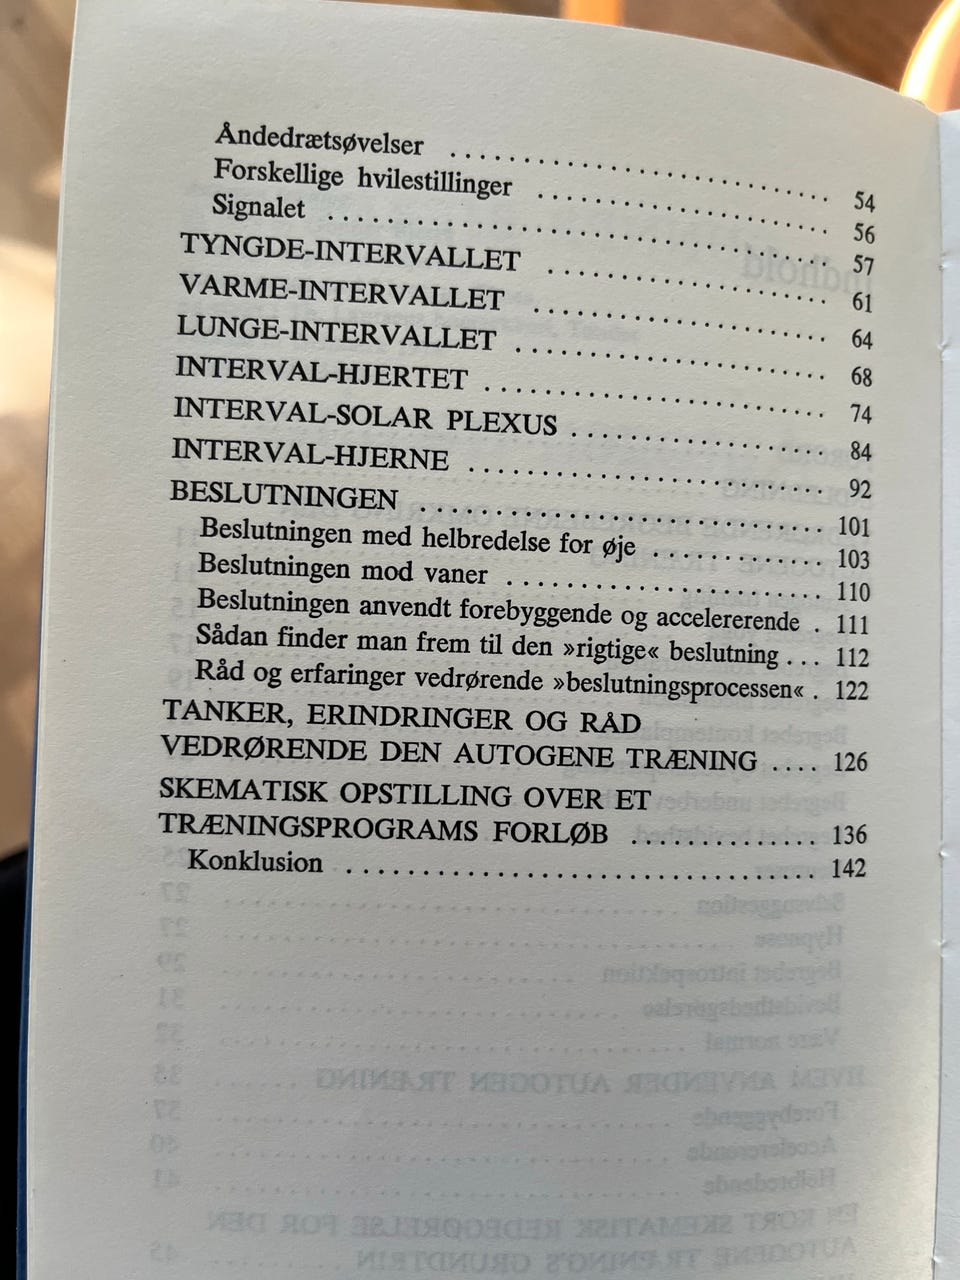 Åndedrætsøvelser . . . . . . . . . . . . . . . . . . . . . . . . . . 54
Forskellige hvilestillinger . . . . . . . . . . . . . . . . . . . . 56
Signalet . . . . . . . . . . . . . . . . . . . . . . . . . . . . . . . . . . 57
TYNGDE-INTERVALLET . . . . . . . . . . . . . . . . . . . 61
VARME-INTERVALLET . . . . . . . . . . . . . . . . . . . . 64
LUNGE-INTERVALLET . . . . . . . . . . . . . . . . . . . . . 68
INTERVAL-HJERTET . . . . . . . . . . . . . . . . . . . . . . . 74
INTERVAL-SOLAR PLEXUS . . . . . . . . . . . . . . . . . 84
INTERVAL-HJERNE . . . . . . . . . . . . . . . . . . . . . . . . 92
BESLUTNINGEN . . . . . . . . . . . . . . . . . . . . . . . . . . . 101
Beslutningen med helbredelse for øje . . . . . . . . . . . 103
Beslutningen mod vaner . . . . . . . . . . . . . . . . . . . . . 110
Beslutningen anvendt forebyggende og accelererende . 111
Sådan finder man frem til den »rigtige« beslutning . . . 112
Råd og erfaringer vedrørende »beslutningsprocessen« . 122
TANKER, ERINDRINGER OG RÅD
VEDRØRENDE DEN AUTOGENE TRÆNING . . . . 126
SKEMATISK OPSTILLING OVER ET
TRÆNINGSPROGRAMS FORLØB . . . . . . . . . . . . . . 136
Konklusion . . . . . . . . . . . . . . . . . . . . . . . . . . . . . . . . 142